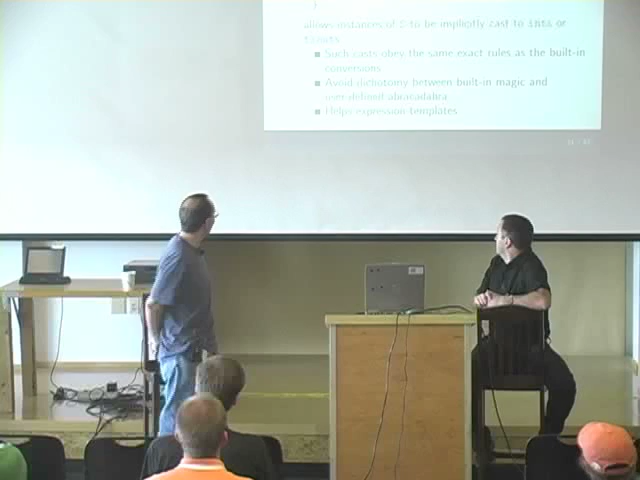 }
allows instances of to be implicitly cast to ints or
Such casts obey the same exact rules as the built-in
conversions
Avoid dichotomy between built-in magic and
user-defined abracadabra
Helps expression templates